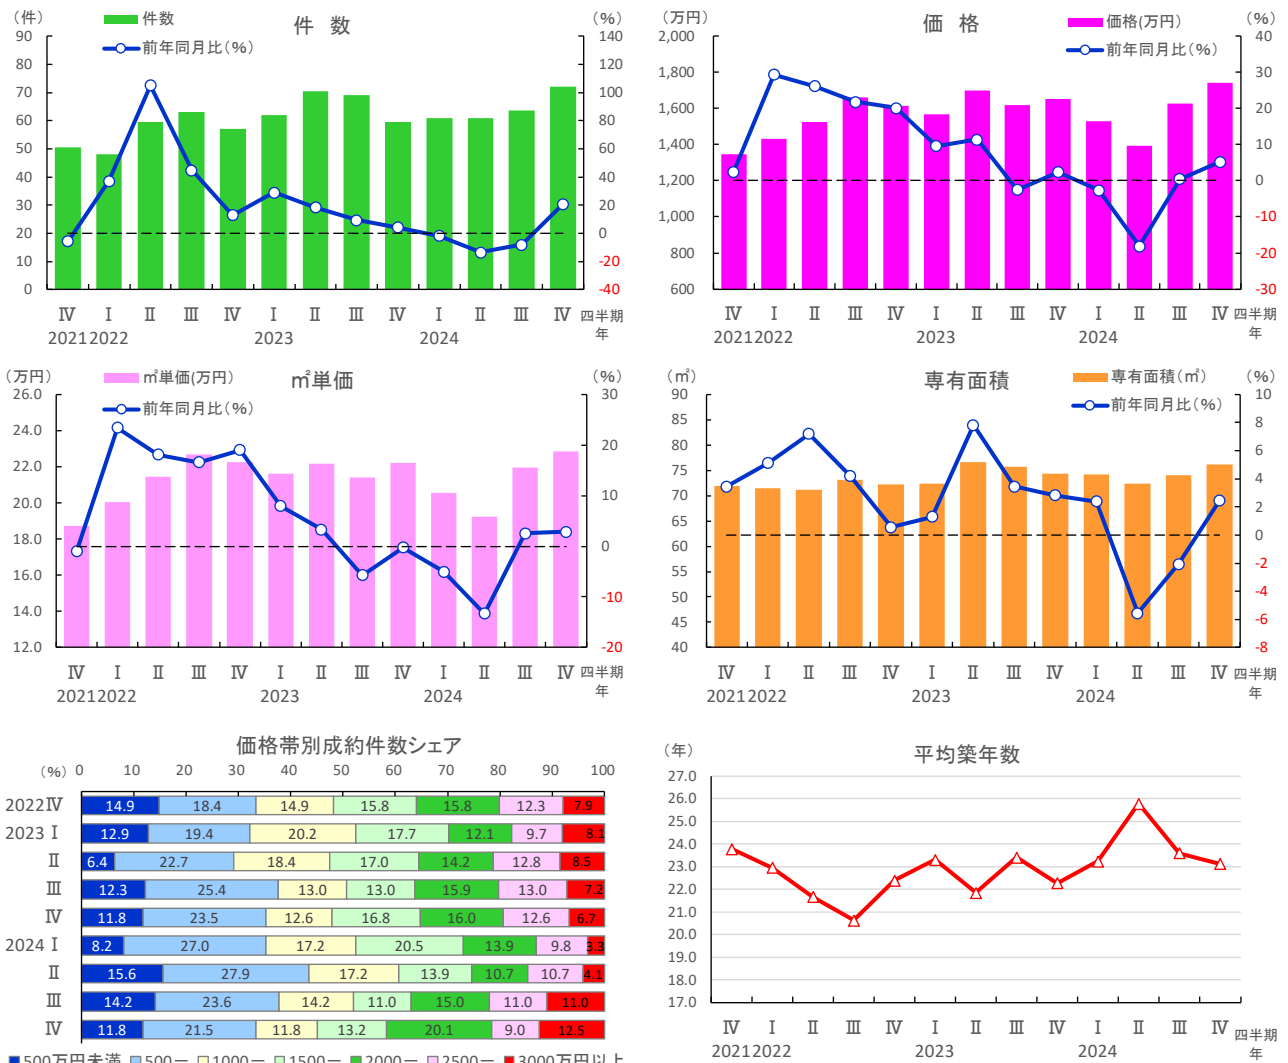 件　数
（件）
（%）
件数
前年同月比（%）
90
80
70
60
50
40
30
20
10
0
140
120
100
80
60
40
20
0
-20
-40
Ⅳ Ⅰ Ⅱ Ⅲ Ⅳ Ⅰ Ⅱ Ⅲ Ⅳ Ⅰ Ⅱ Ⅲ Ⅳ 四半期
2021 2022 2023 2024 年
価　格
（万円）
（%）
価格(万円)
前年同月比（%）
2,000
1,800
1,600
1,400
1,200
1,000
800
600
40
30
20
10
0
-10
-20
-30
Ⅳ Ⅰ Ⅱ Ⅲ Ⅳ Ⅰ Ⅱ Ⅲ Ⅳ Ⅰ Ⅱ Ⅲ Ⅳ 四半期
2021 2022 2023 2024 年
㎡単価
（万円）
（%）
㎡単価(万円)
前年同月比（%）
26.0
24.0
22.0
20.0
18.0
16.0
14.0
12.0
30
20
10
0
-10
-20
Ⅳ Ⅰ Ⅱ Ⅲ Ⅳ Ⅰ Ⅱ Ⅲ Ⅳ Ⅰ Ⅱ Ⅲ Ⅳ 四半期
2021 2022 2023 2024 年
専有面積
（㎡）
（%）
専有面積（㎡）
前年同月比（%）
90
85
80
75
70
65
60
55
50
45
40
10
8
6
4
2
0
-2
-4
-6
-8
Ⅳ Ⅰ Ⅱ Ⅲ Ⅳ Ⅰ Ⅱ Ⅲ Ⅳ Ⅰ Ⅱ Ⅲ Ⅳ 四半期
2021 2022 2023 2024 年
価格帯別成約件数シェア
（%） 0 10 20 30 40 50 60 70 80 90 100
2022Ⅳ 14.9 18.4 14.9 15.8 15.8 12.3 7.9
2023 Ⅰ 12.9 19.4 20.2 17.7 12.1 9.7 8.1
Ⅱ 6.4 22.7 18.4 17.0 14.2 12.8 8.5
Ⅲ 12.3 25.4 13.0 13.0 15.9 13.0 7.2
Ⅳ 11.8 23.5 12.6 16.8 16.0 12.6 6.7
2024 Ⅰ 8.2 27.0 17.2 20.5 13.9 9.8 3.3
Ⅱ 15.6 27.9 17.2 13.9 10.7 10.7 4.1
Ⅲ 14.2 23.6 14.2 11.0 15.0 11.0 11.0
Ⅳ 11.8 21.5 11.8 13.2 20.1 9.0 12.5
500万円未満 500－ 1000－ 1500－ 2000－ 2500－ 3000万円以上
平均築年数
（年）
27.0
26.0
25.0
24.0
23.0
22.0
21.0
20.0
19.0
18.0
17.0
Ⅳ Ⅰ Ⅱ Ⅲ Ⅳ Ⅰ Ⅱ Ⅲ Ⅳ Ⅰ Ⅱ Ⅲ Ⅳ 四半期
2021 2022 2023 2024 年